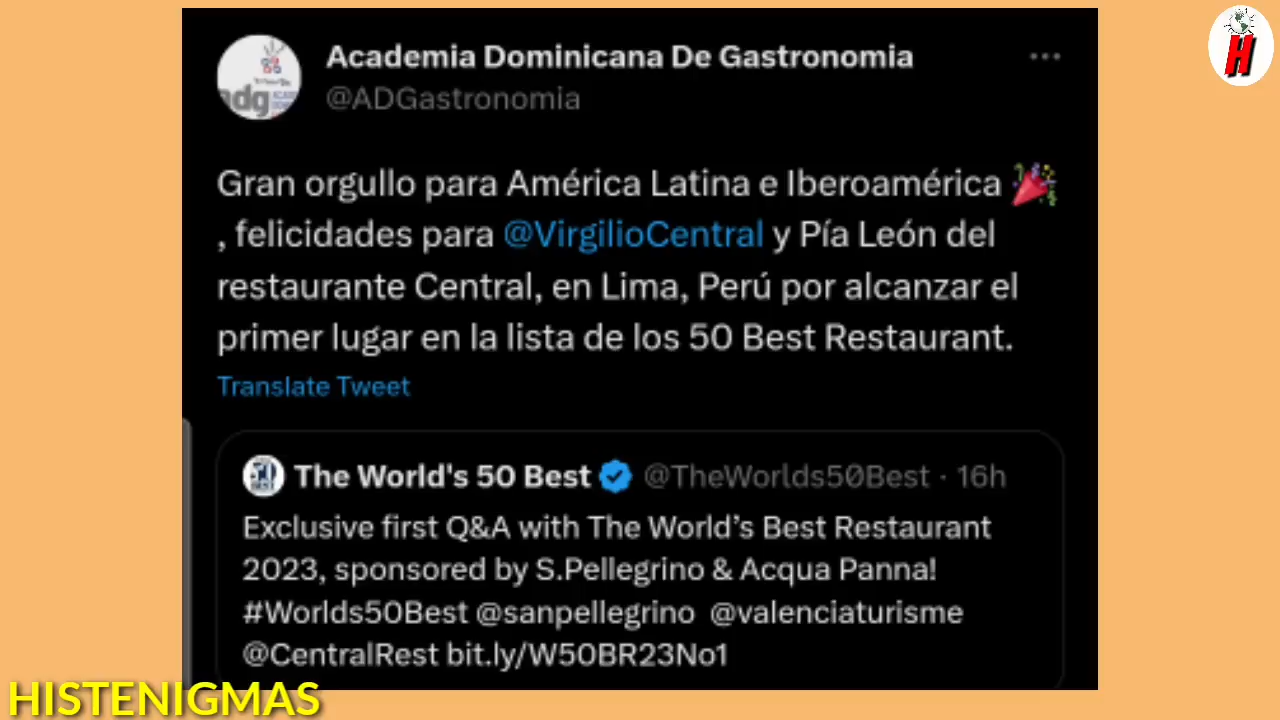 Academia Dominicana De Gastronomia
@ADGastronomia
Gran orgullo para América Latina e Iberoamérica 🎉
, felicidades para @VirgilioCentral y Pía León del
restaurante Central, en Lima, Perú por alcanzar el
primer lugar en la lista de los 50 Best Restaurant.
Translate Tweet
The World's 50 Best @TheWorlds50Best · 16h
Exclusive first Q&A with The World’s Best Restaurant
2023, sponsored by S.Pellegrino & Acqua Panna!
#Worlds50Best @sanpellegrino @valenciaturisme
@CentralRest bit.ly/W50BR23No1
HISTENIGMAS
H
adg
50
BEST